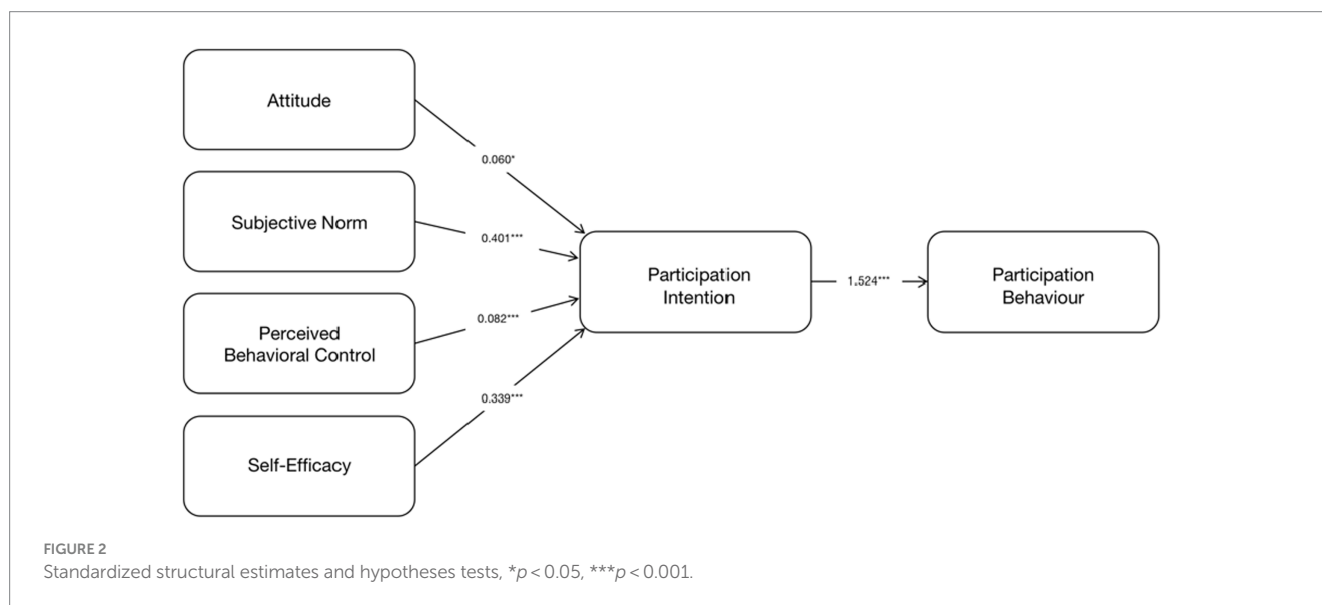 Attitude
0.060*
Subjective Norm
0.401***
Participation
Intention
1.524***
Participation
Behaviour
Perceived
Behavioral Control
0.082***
0.339***
Self-Efficacy
FIGURE 2
Standardized structural estimates and hypotheses tests, *p < 0.05, ***p < 0.001.